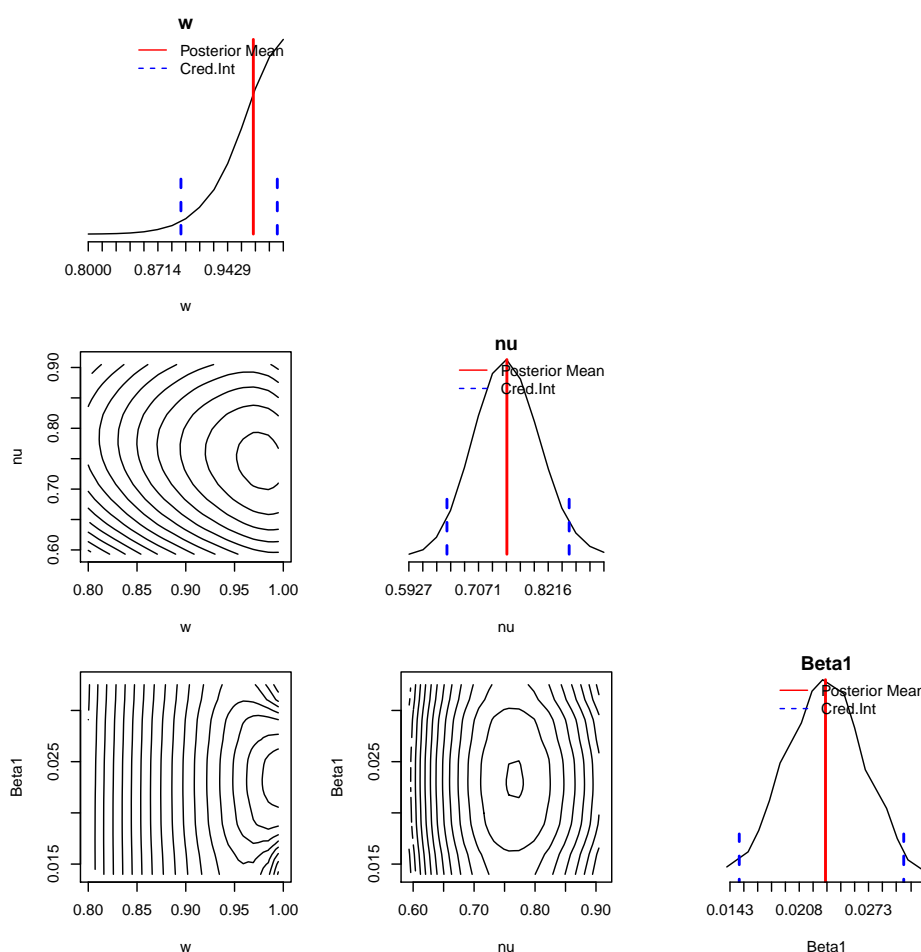 w
Posterior Mean
Cred.Int
0.8000 0.8714 0.9429
w
nu
Posterior Mean
Cred.Int
0.90
0.80
0.70
0.60
nu
0.80 0.85 0.90 0.95 1.00
w
0.5927 0.7071 0.8216
nu
Beta1
Posterior Mean
Cred.Int
0.025
0.015
Beta1
0.80 0.85 0.90 0.95 1.00
w
0.025
0.015
Beta1
0.60 0.70 0.80 0.90
nu
0.0143 0.0208 0.0273
Beta1